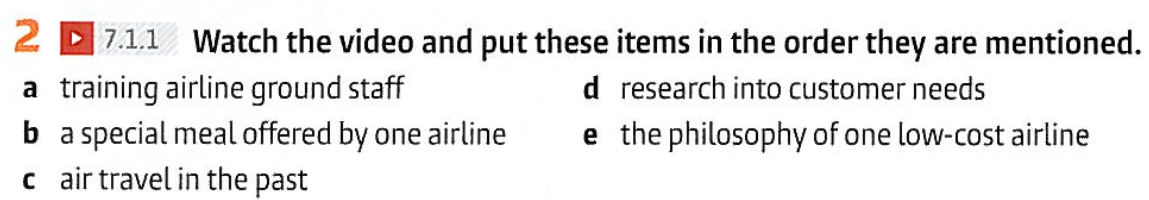 2 7.1.1 Watch the video and put these items in the order they are mentioned.
a training airline ground staff
b a special meal offered by one airline
c air travel in the past
d research into customer needs
e the philosophy of one low-cost airline